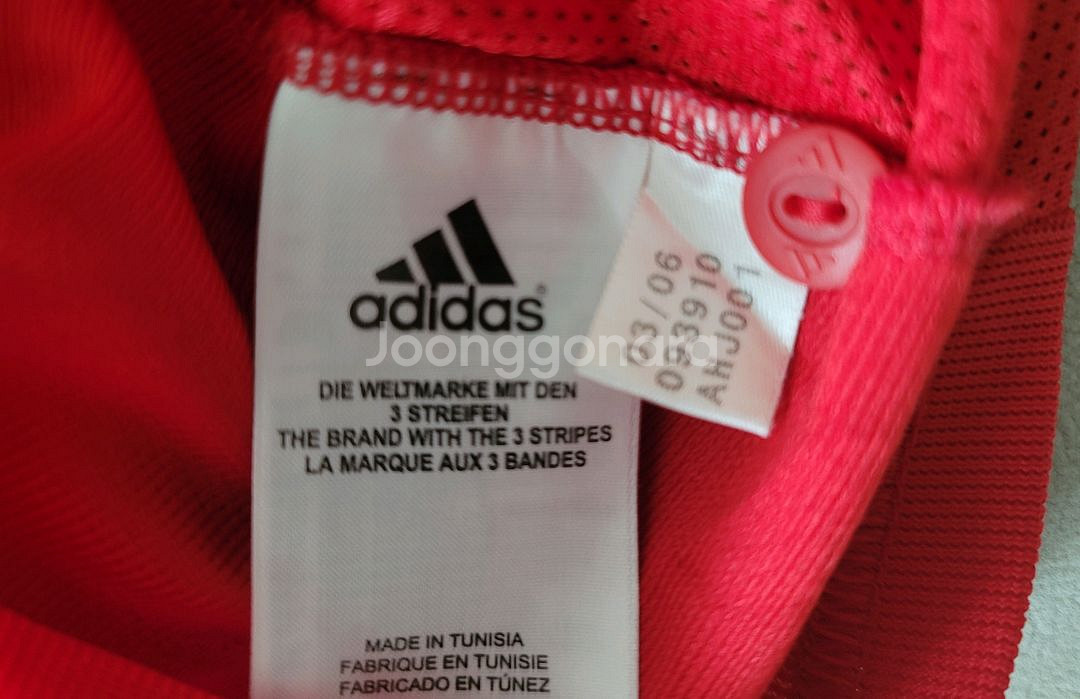 adidas®
Joonggonara
DIE WELTMARKE MIT DEN
3 STREIFEN
THE BRAND WITH THE 3 STRIPES
LA MARQUE AUX 3 BANDES
MADE IN TUNISIA
FABRIQUE EN TUNISIE
FABRICADO EN TÚNEZ
03/06
093910
AHJ001